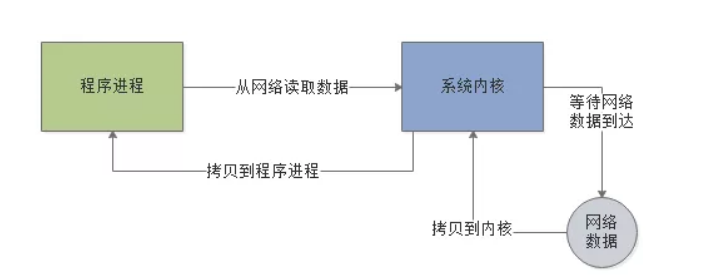 程序进程
从网络读取数据
系统内核
等待网络
数据到达
拷贝到程序进程
拷贝到内核
网络
数据